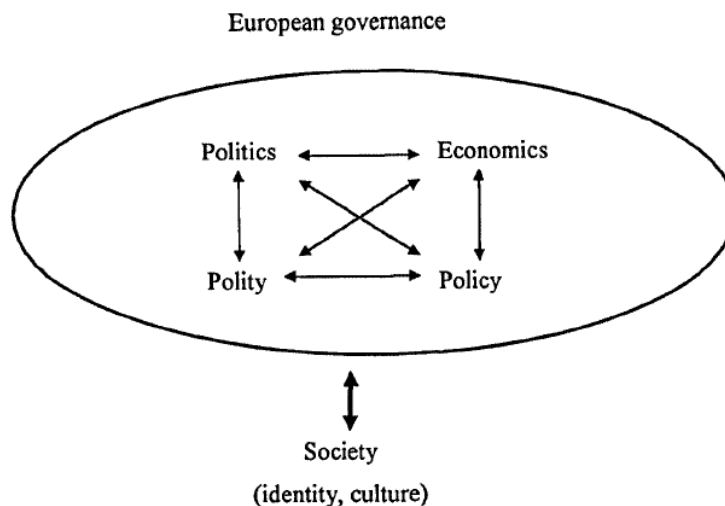 European governance
Politics Economics
Polity Policy
Society
(identity, culture)